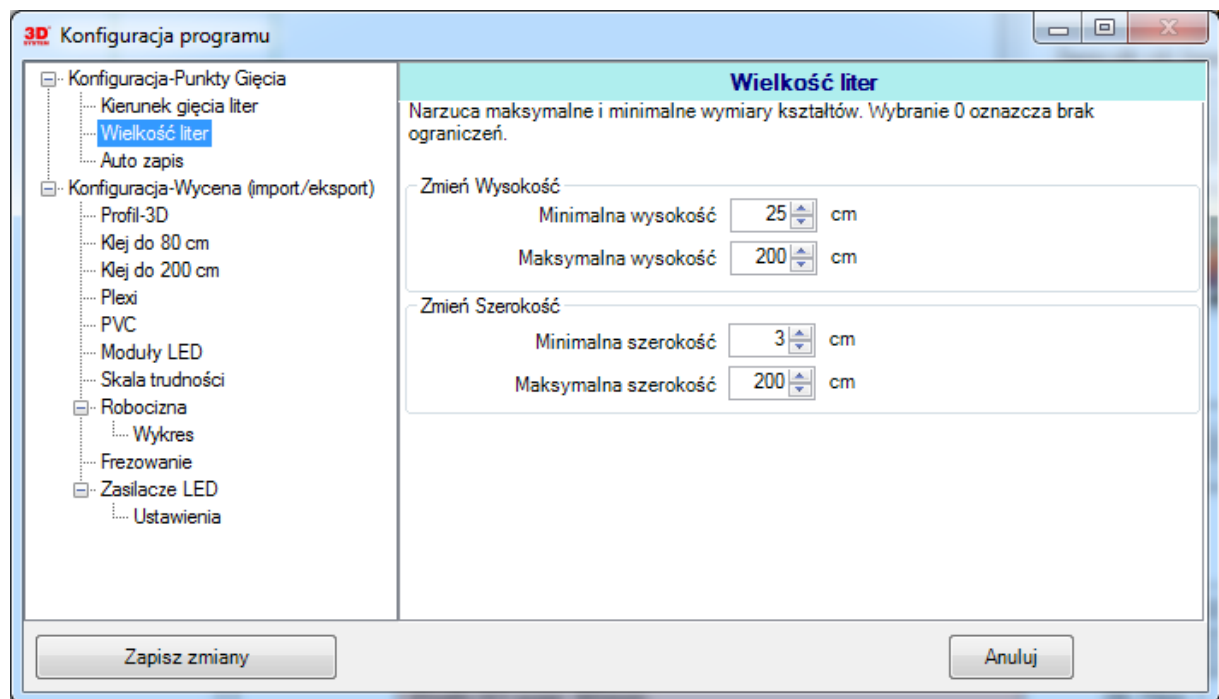 3D SYSTEM Konfiguracja programu
Konfiguracja-Punkty Gięcia
Kierunek gięcia liter
Wielkość liter
Auto zapis
Konfiguracja-Wycena (import/eksport)
Profil-3D
Klej do 80 cm
Klej do 200 cm
Plexi
PVC
Moduły LED
Skala trudności
Robocizna
Wykres
Frezowanie
Zasilacze LED
Ustawienia
Wielkość liter
Narzuca maksymalne i minimalne wymiary kształtów. Wybranie 0 oznacza brak
ograniczeń.
Zmień Wysokość
Minimalna wysokość 25 cm
Maksymalna wysokość 200 cm
Zmień Szerokość
Minimalna szerokość 3 cm
Maksymalna szerokość 200 cm
Zapisz zmiany
Anuluj